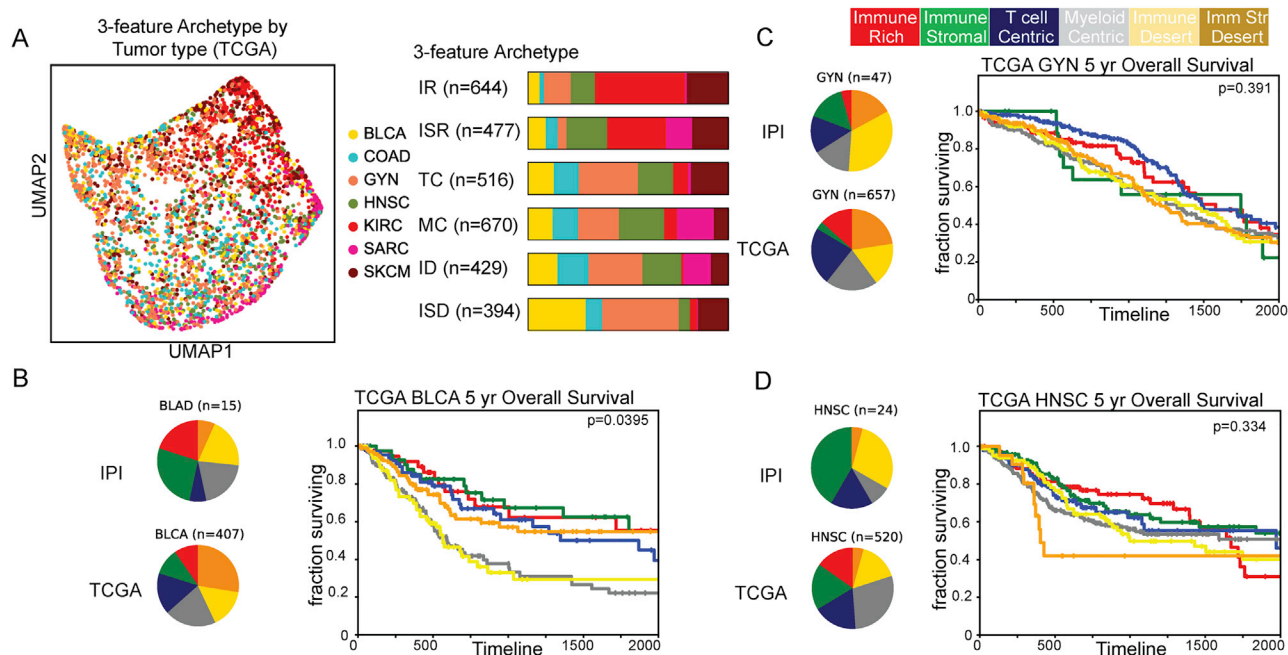 A
3-feature Archetype by
Tumor type (TCGA)
UMAP2
UMAP1
BLCA
COAD
GYN
HNSC
KIRC
SARC
SKCM
3-feature Archetype
IR (n=644)
ISR (n=477)
TC (n=516)
MC (n=670)
ID (n=429)
ISD (n=394)
Immune Rich
Immune Stromal
T cell Centric
Myeloid Centric
Immune Desert
Imm Str Desert
C
GYN (n=47)
IPI
GYN (n=657)
TCGA
TCGA GYN 5 yr Overall Survival
p=0.391
fraction surviving
1.0
0.8
0.6
0.4
0.2
0
500
1500
2000
Timeline
B
BLAD (n=15)
IPI
BLCA (n=407)
TCGA
TCGA BLCA 5 yr Overall Survival
p=0.0395
fraction surviving
1.0
0.8
0.6
0.4
0.2
0
500
1500
2000
Timeline
D
HNSC (n=24)
IPI
HNSC (n=520)
TCGA
TCGA HNSC 5 yr Overall Survival
p=0.334
fraction surviving
1.0
0.8
0.6
0.4
0.2
0
500
1500
2000
Timeline